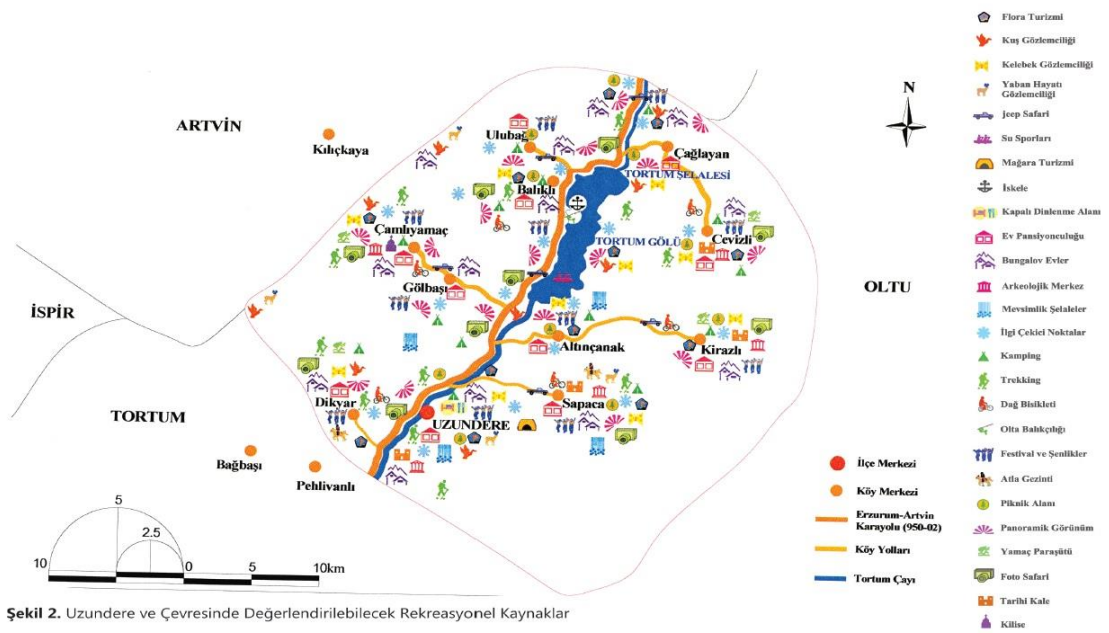 ARTVİN
Kılıçkaya
Ulubağ
Balıklı
Çağlayan
TORTUM ŞELALESİ
TORTUM GÖLÜ
Cevizli
Çamlıyamaç
Gölbaşı
İSPİR
OLTU
Altınçanak
Kirazlı
TORTUM
Dikyar
UZUNDERE
Sapaca
Bağbaşı
Pehlivanlı
N
Flora Turizmi
Kuş Gözlemciliği
Kelebek Gözlemciliği
Yaban Hayatı
Gözlemciliği
jeep Safari
Su Sporları
Mağara Turizmi
İskele
Kapalı Dinlenme Alanı
Ev Pansiyonculuğu
Bungalov Evler
Arkeolojik Merkez
Mevsimlik Şelaleler
İlgi Çekici Noktalar
Kamping
Trekking
Dağ Bisikleti
Olta Balıkçılığı
Festival ve Şenlikler
Atla Gezinti
Piknik Alanı
Panoramik Görünüm
Yamaç Paraşütü
Foto Safari
Tarihi Kale
Kilise
İlçe Merkezi
Köy Merkezi
Erzurum-Artvin
Karayolu (950-02)
Köy Yolları
Tortum Çayı
5
2.5
10 0 5 10km
Şekil 2. Uzundere ve Çevresinde Değerlendirilebilecek Rekreasyonel Kaynaklar